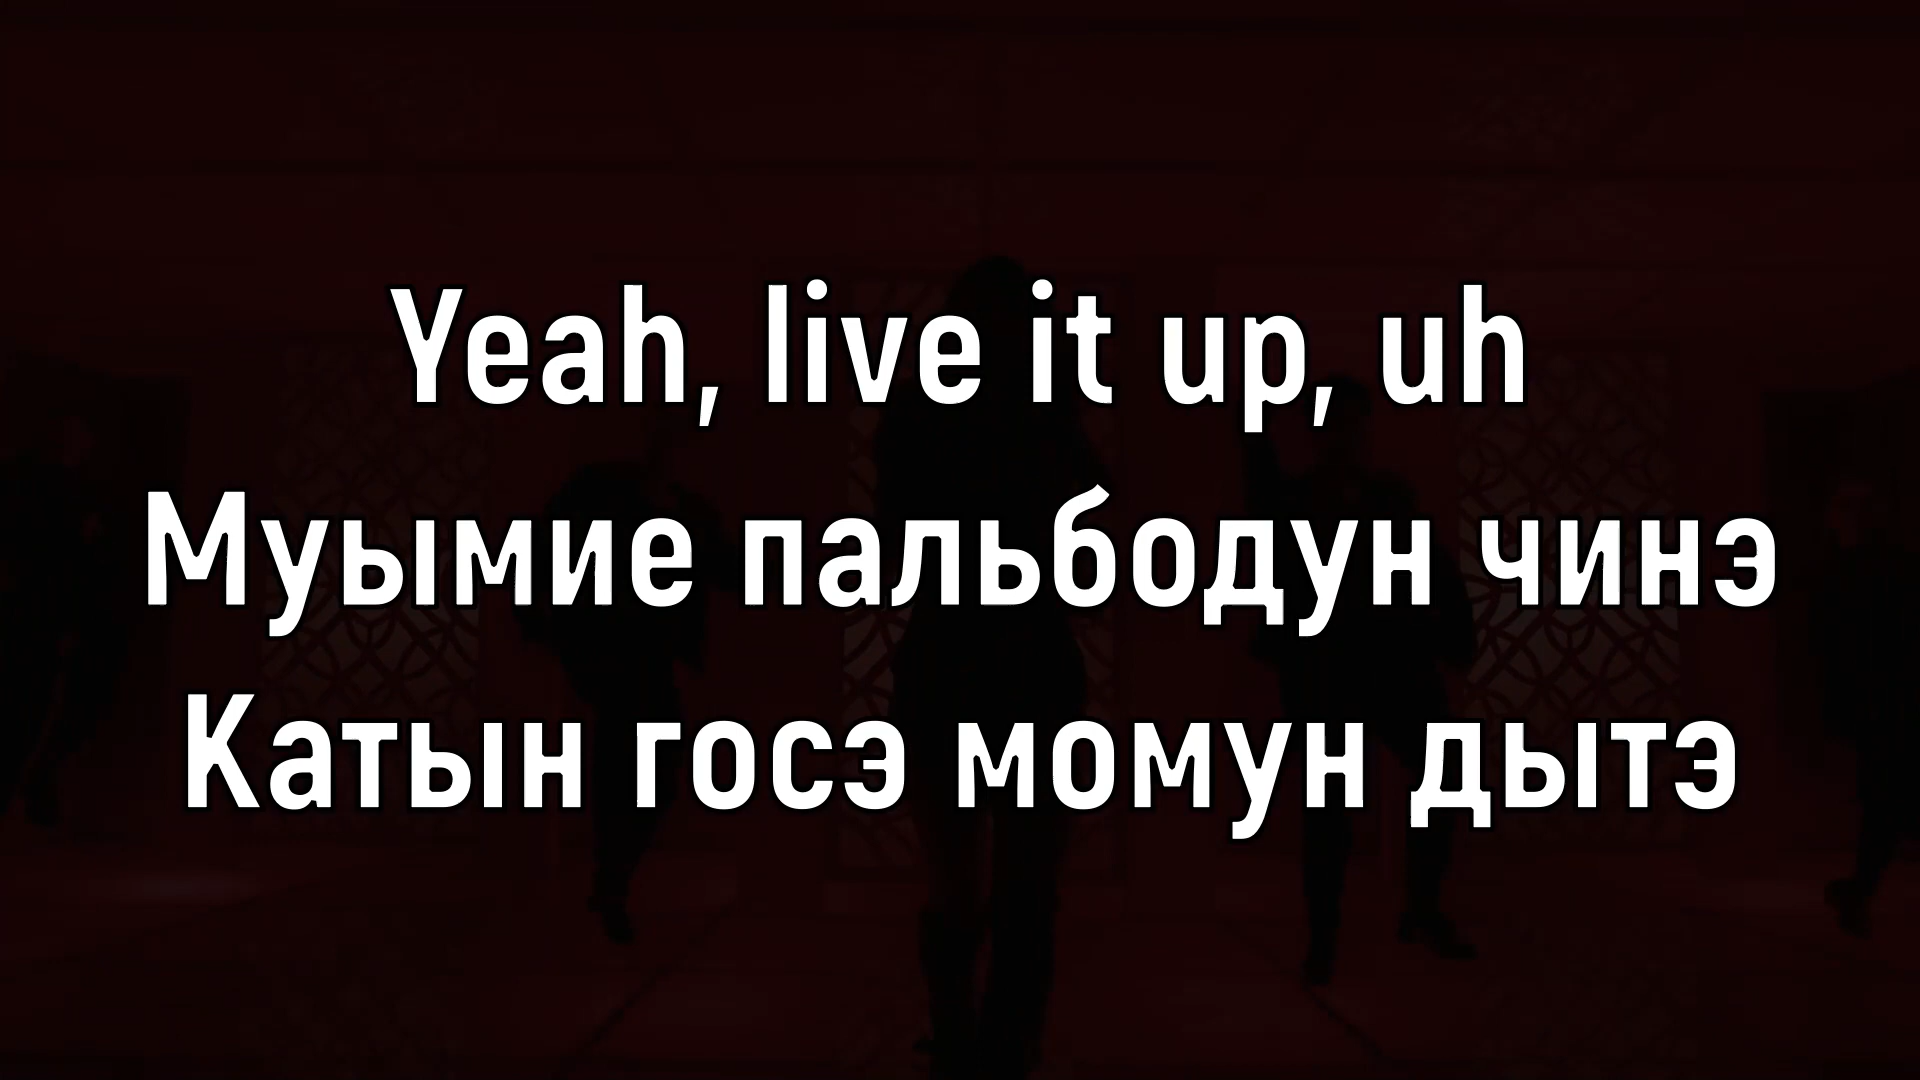 Yeah, live it up, uh
Муымие пальбодун чинэ
Катын госэ момун дытэ